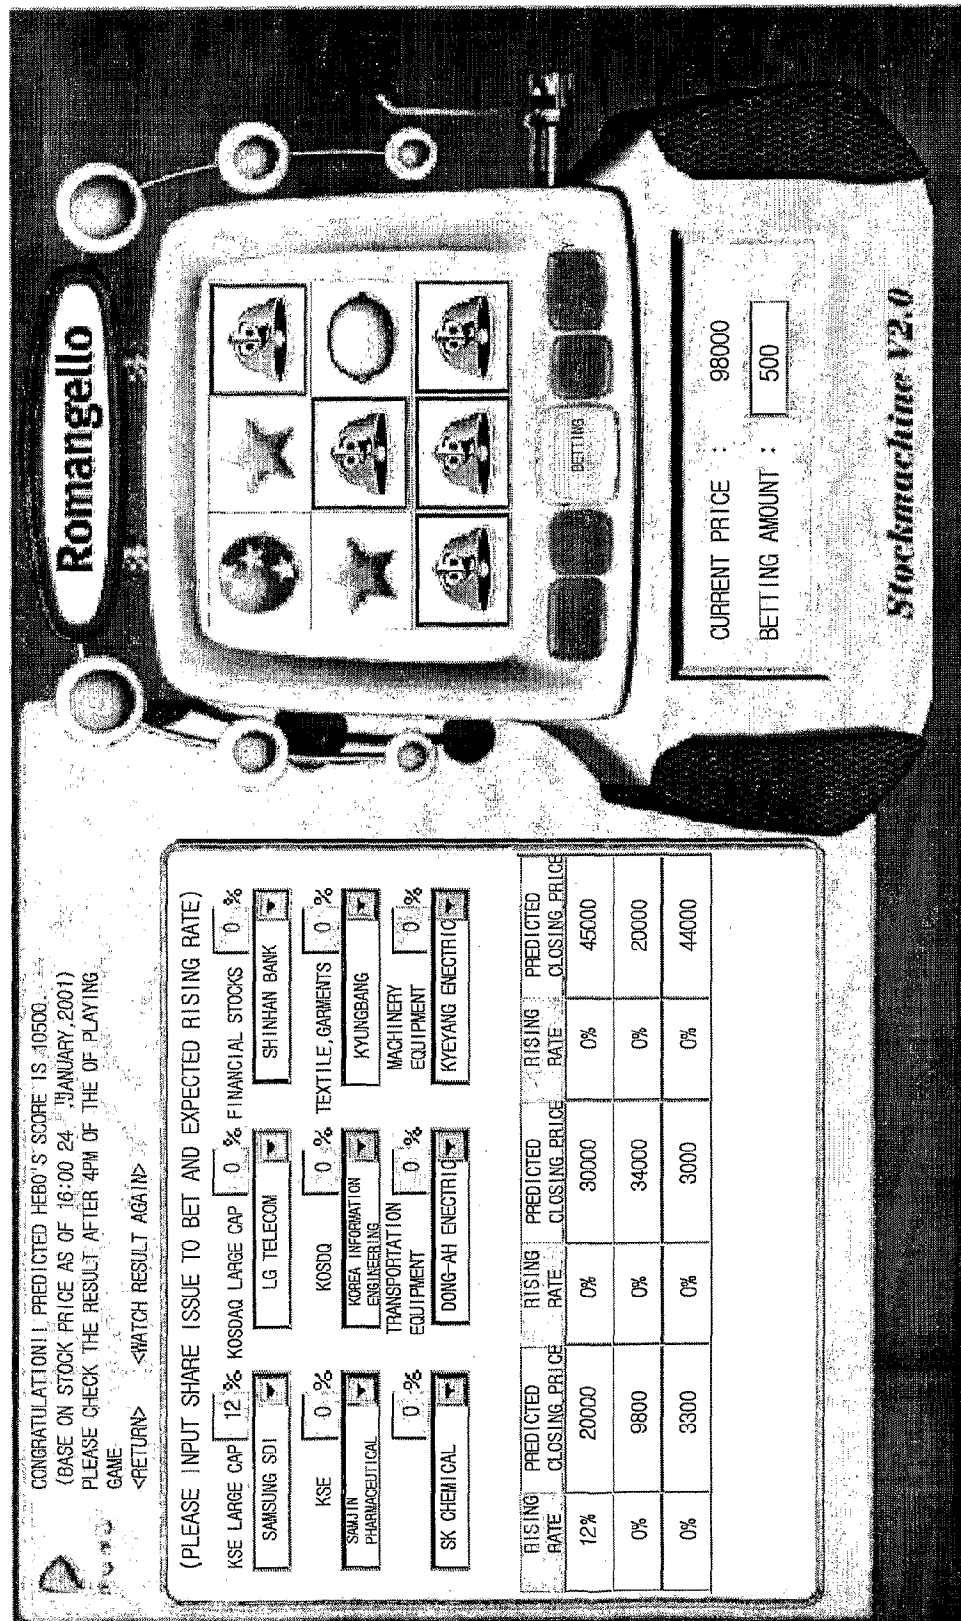 CONGRATULATION!! PREDICTED HEBO'S SCORE IS 10500.
(BASE ON STOCK PRICE AS OF 16:00 24 ,"JANUARY,2001)
PLEASE CHECK THE RESULT AFTER 4PM OF THE OF PLAYING
GAME.
<RETURN> <WATCH RESULT AGAIN>
(PLEASE INPUT SHARE ISSUE TO BET AND EXPECTED RISING RATE)
KSE LARGE CAP 12 % KOSDAQ LARGE CAP 0 % FINANCIAL STOCKS 0 %
SAMSUNG SDI LG TELECOM SHINHAN BANK
KSE 0 % KOSDQ 0 % TEXTILE,GARMENTS 0 %
SAMJIN PHARMACEUTICAL KOREA INFORMATION ENGINEERING KYUNGBANG
0 % TRANSPORTATION EQUIPMENT 0 % MACHINERY EQUIPMENT 0 %
SK CHEMICAL DONG-AH ENECTRIC KYEYANG ENECTRIC
RISING RATE PREDICTED CLOSING PRICE RISING RATE PREDICTED CLOSING PRICE RISING RATE PREDICTED CLOSING PRICE
12% 20000 0% 30000 0% 45000
0% 9800 0% 34000 0% 20000
0% 3300 0% 3000 0% 44000
Romangello
BETTING
CURRENT PRICE : 98000
BETTING AMOUNT : 500
Stockmachine V2.0